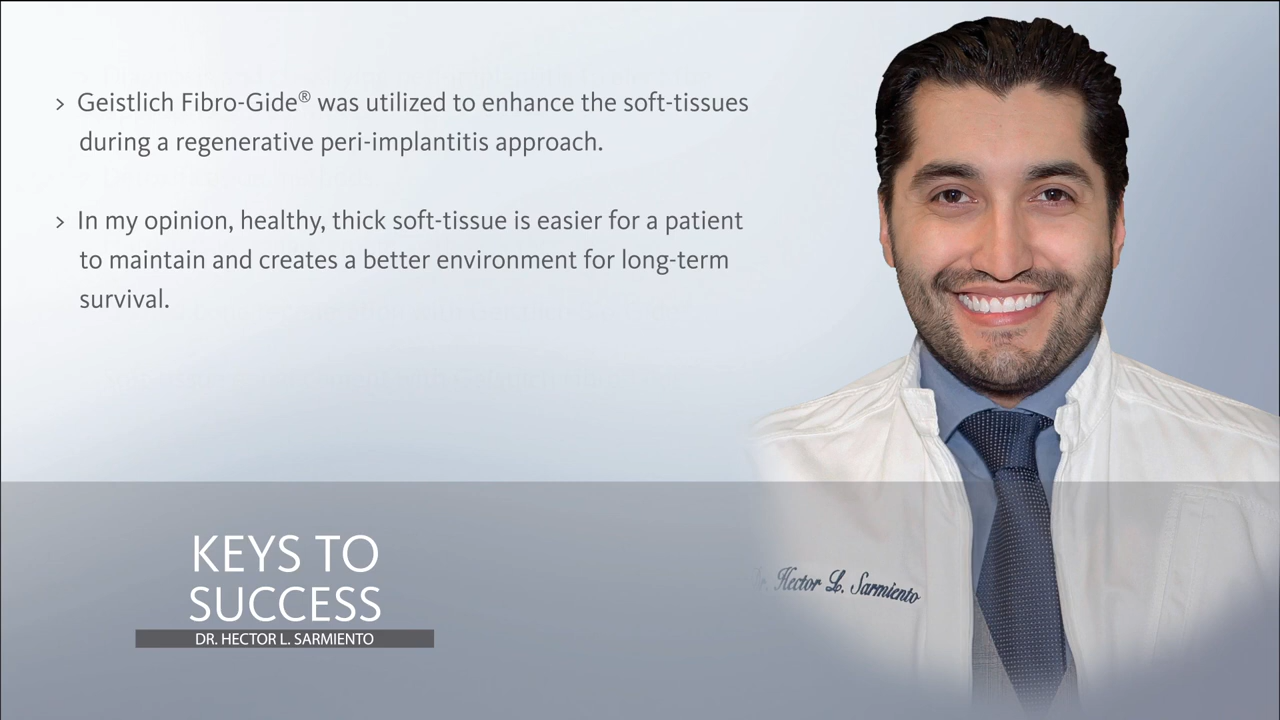 > Geistlich Fibro-Gide® was utilized to enhance the soft-tissues
during a regenerative peri-implantitis approach.
> In my opinion, healthy, thick soft-tissue is easier for a patient
to maintain and creates a better environment for long-term
survival.
KEYS TO
SUCCESS
DR. HECTOR L. SARMIENTO
Dr. Hector L. Sarmiento